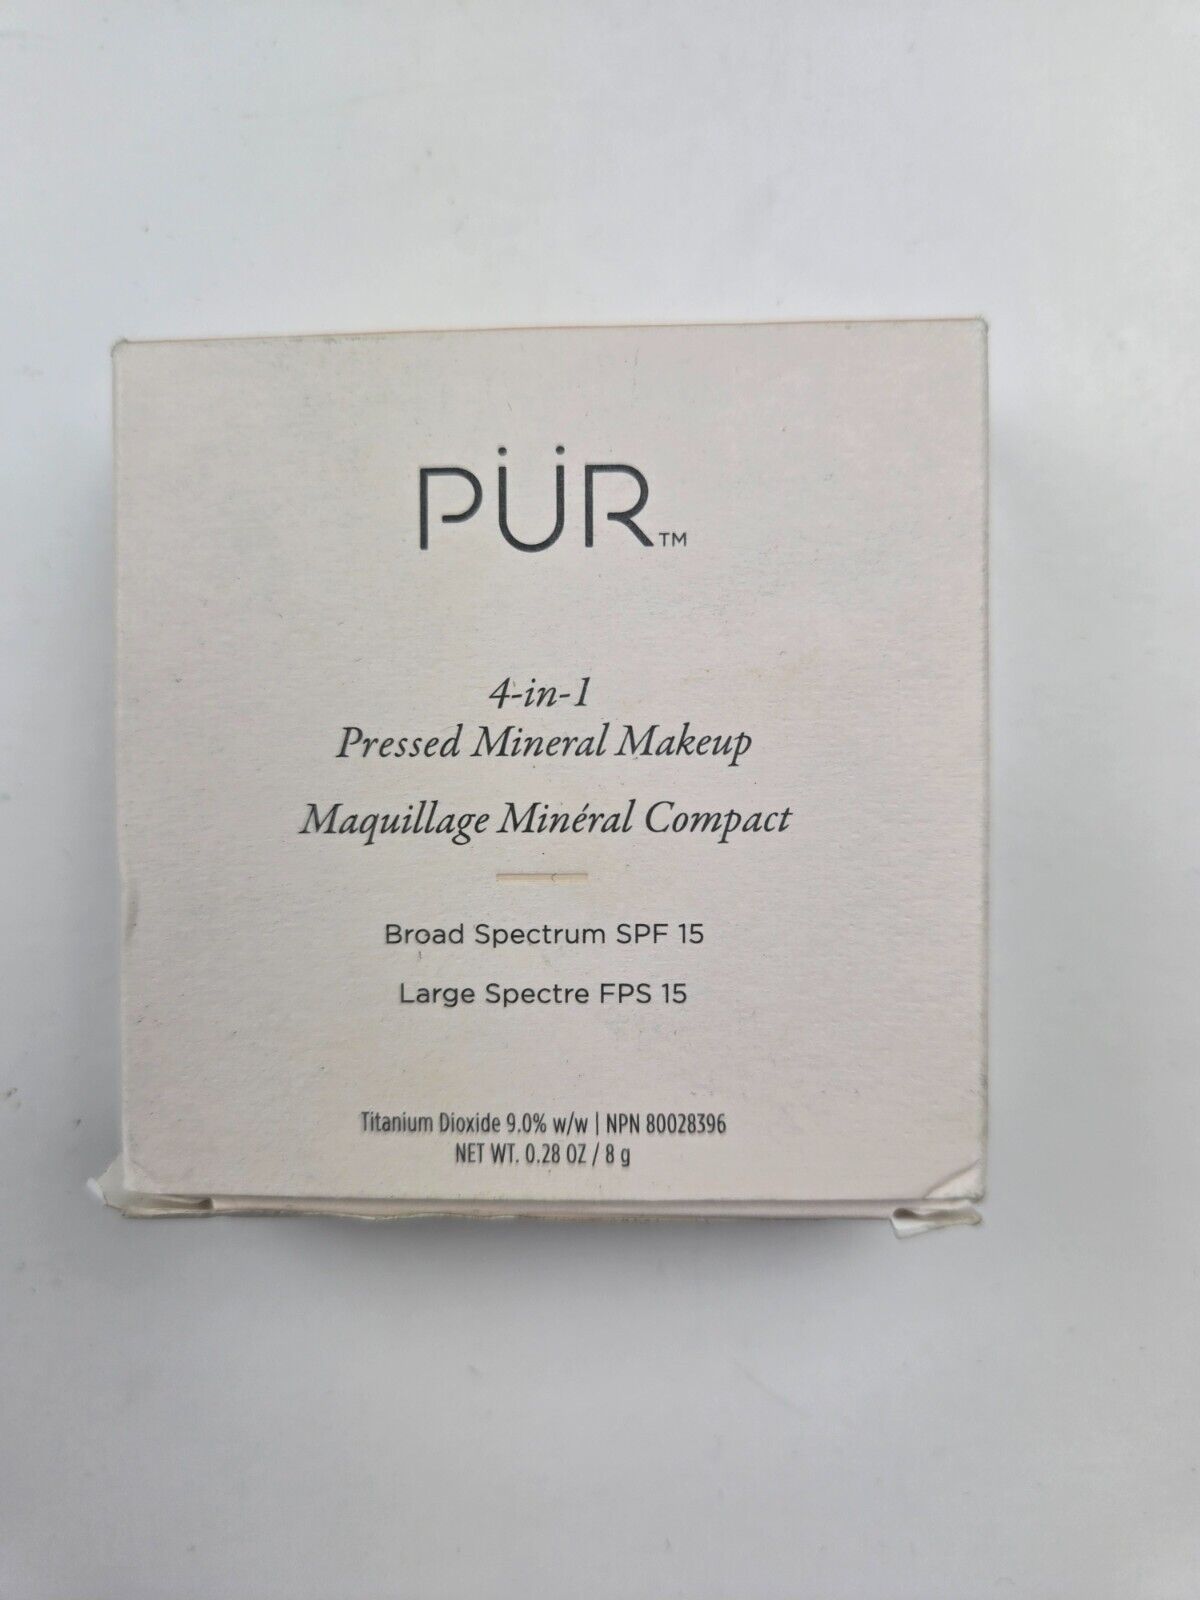 PÜR™
4-in-1
Pressed Mineral Makeup
Maquillage Minéral Compact
Broad Spectrum SPF 15
Large Spectre FPS 15
Titanium Dioxide 9.0% w/w | NPN 80028396
NET WT. 0.28 OZ / 8 g